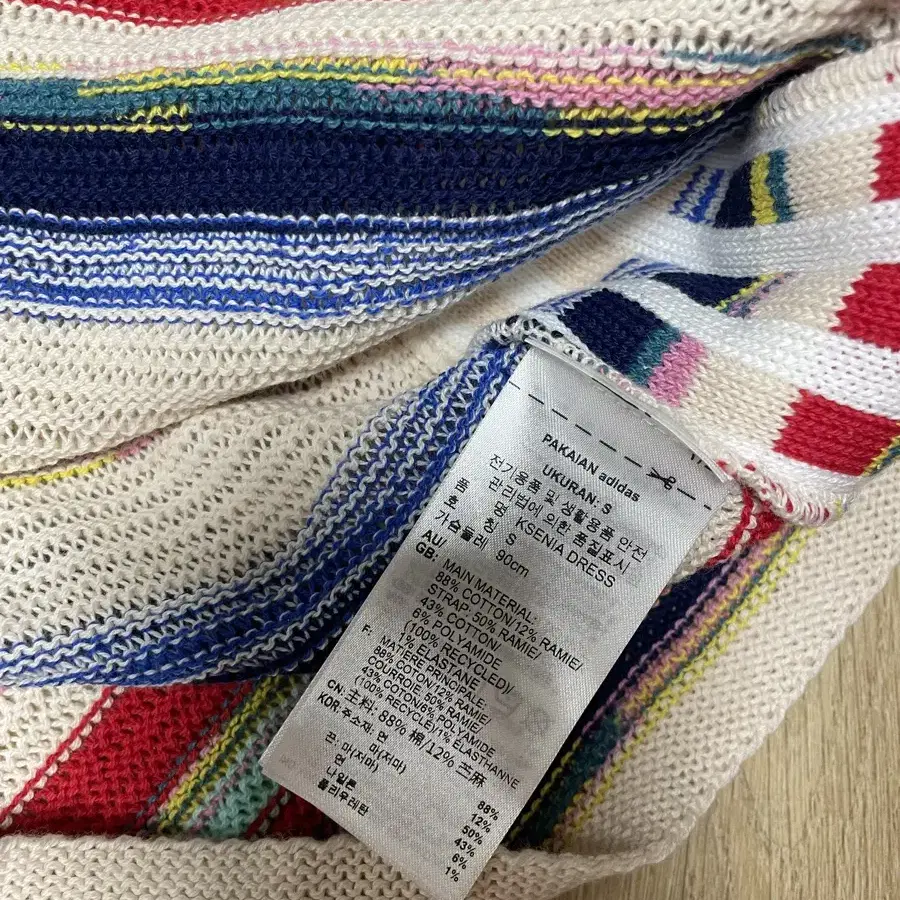 PAKAIAN adidas
UKURAN: S
전기용품 및 생활용품 안전
관리법에 의한 품질표시
품 명 KSENIA DRESS
호 칭 S
가슴둘레 90cm
AU/
GB: MAIN MATERIAL:
88% COTTON/12% RAMIE/
STRAP: 50% RAMIE/
43% COTTON/
6% POLYAMIDE
(100% RECYCLED)/
1% ELASTANE
F: MATIÈRE PRINCIPALE:
88% COTON/12% RAMIE/
COURROIE: 50% RAMIE/
43% COTON/6% POLYAMIDE
(100% RECYCLE)/1% ELASTHANNE
CN: 主料: 88% 棉/12% 苎麻
KOR: 주소재: 면 88%
마(저마) 12%
끈: 마(저마) 50%
면 43%
나일론 6%
폴리우레탄 1%